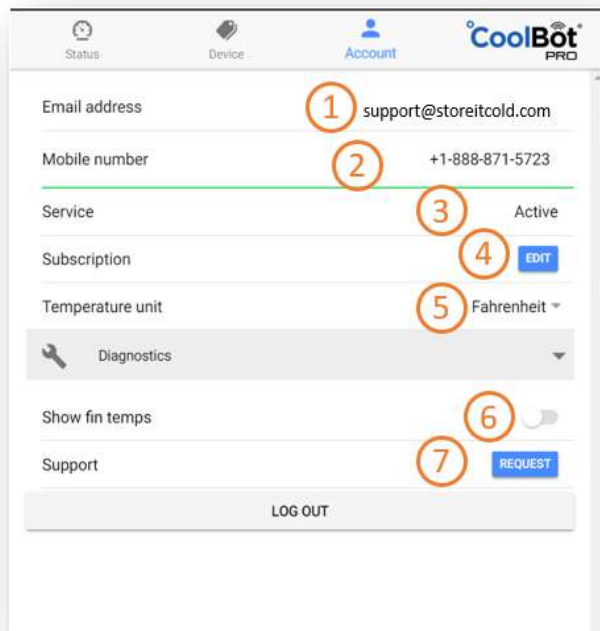 Status
Device
Account
°CoolBot
PRO
Email address 1 support@storeitcold.com
Mobile number 2 +1-888-871-5723
Service 3 Active
Subscription 4 EDIT
Temperature unit 5 Fahrenheit
Diagnostics
Show fin temps 6
Support 7 REQUEST
LOG OUT